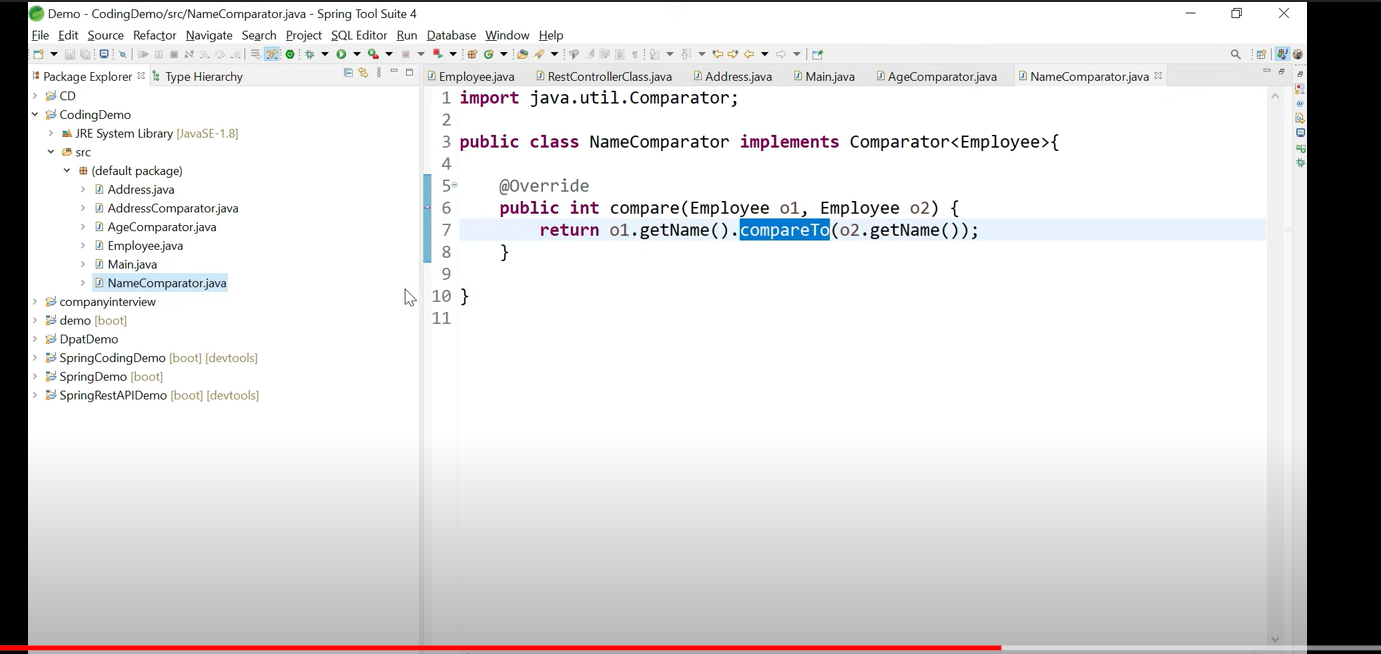 Demo - CodingDemo/src/NameComparator.java - Spring Tool Suite 4
File Edit Source Refactor Navigate Search Project SQL Editor Run Database Window Help
Package Explorer Type Hierarchy
Employee.java RestControllerClass.java Address.java Main.java AgeComparator.java NameComparator.java
CD
CodingDemo
JRE System Library [JavaSE-1.8]
src
(default package)
Address.java
AddressComparator.java
AgeComparator.java
Employee.java
Main.java
NameComparator.java
companyinterview
demo [boot]
DpatDemo
SpringCodingDemo [boot] [devtools]
SpringDemo [boot]
SpringRestAPIDemo [boot] [devtools]
1 import java.util.Comparator;
2
3 public class NameComparator implements Comparator<Employee>{
4
5 @Override
6 public int compare(Employee o1, Employee o2) {
7 return o1.getName().compareTo(o2.getName());
8 }
9
10 }
11